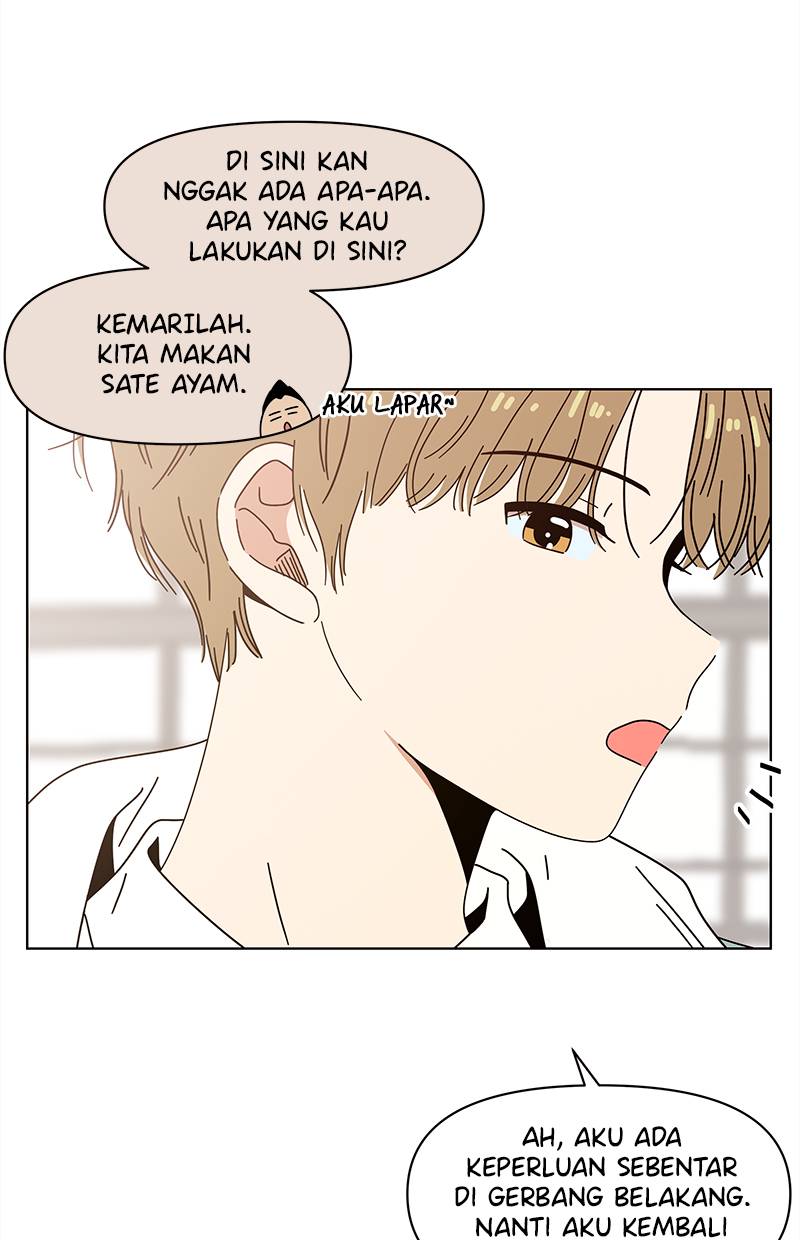 DI SINI KAN
NGGAK ADA APA-APA.
APA YANG KAU
LAKUKAN DI SINI?
KEMARILAH.
KITA MAKAN
SATE AYAM.
AKU LAPAR~
AH, AKU ADA
KEPERLUAN SEBENTAR
DI GERBANG BELAKANG.
NANTI AKU KEMBALI